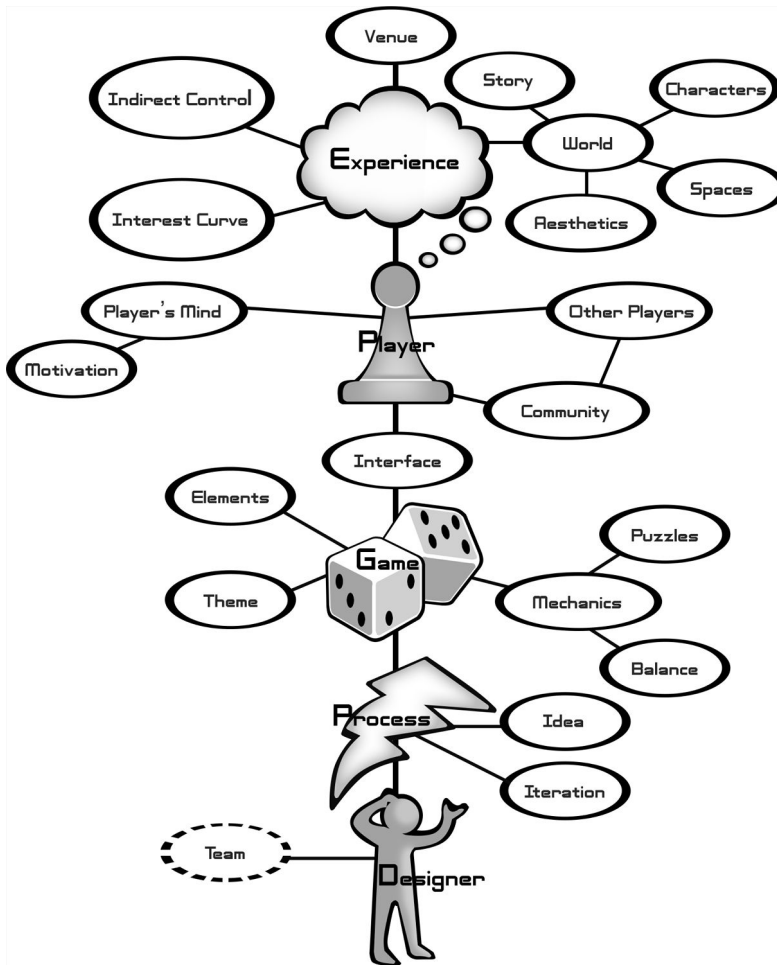 Venue
Story
Characters
Indirect Control
World
Experience
Spaces
Interest Curve
Aesthetics
Player's Mind
Other Players
Player
Motivation
Community
Interface
Elements
Puzzles
Game
Theme
Mechanics
Balance
Process
Idea
Iteration
Team
Designer